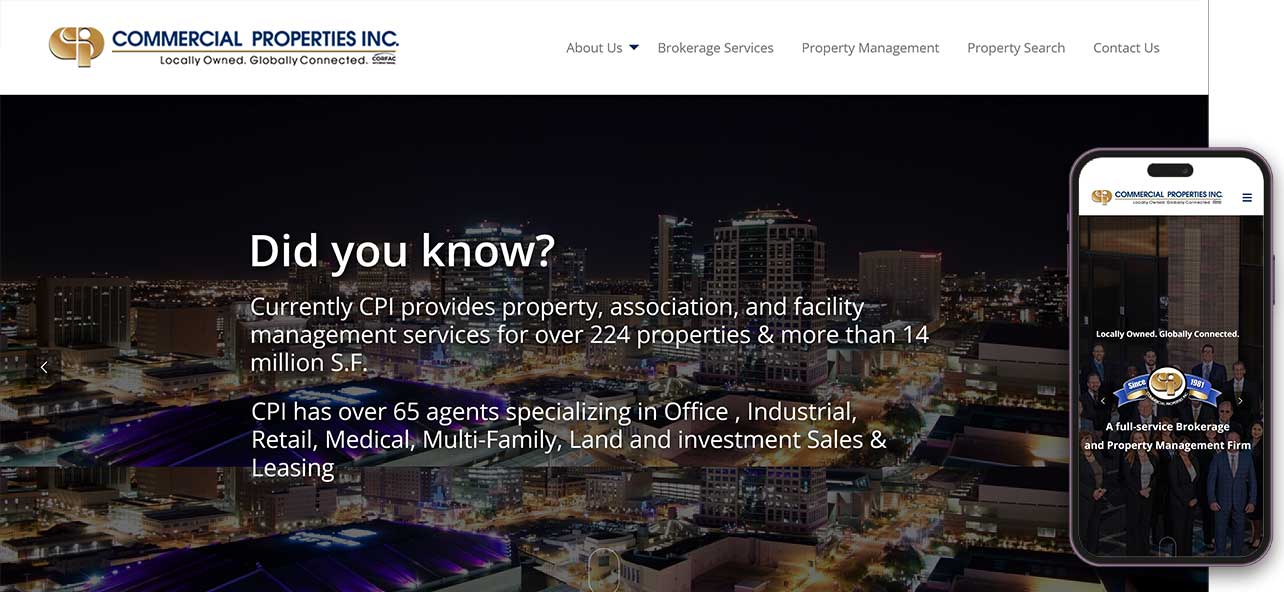 COMMERCIAL PROPERTIES INC.
Locally Owned. Globally Connected. CORFAC
About Us Brokerage Services Property Management Property Search Contact Us
Did you know?
Currently CPI provides property, association, and facility
management services for over 224 properties & more than 14
million S.F.
CPI has over 65 agents specializing in Office , Industrial,
Retail, Medical, Multi-Family, Land and investment Sales &
Leasing
COMMERCIAL PROPERTIES INC.
Locally Owned. Globally Connected.
Locally Owned. Globally Connected.
Since 1981
COMMERCIAL PROPERTIES INC.
A full-service Brokerage
and Property Management Firm